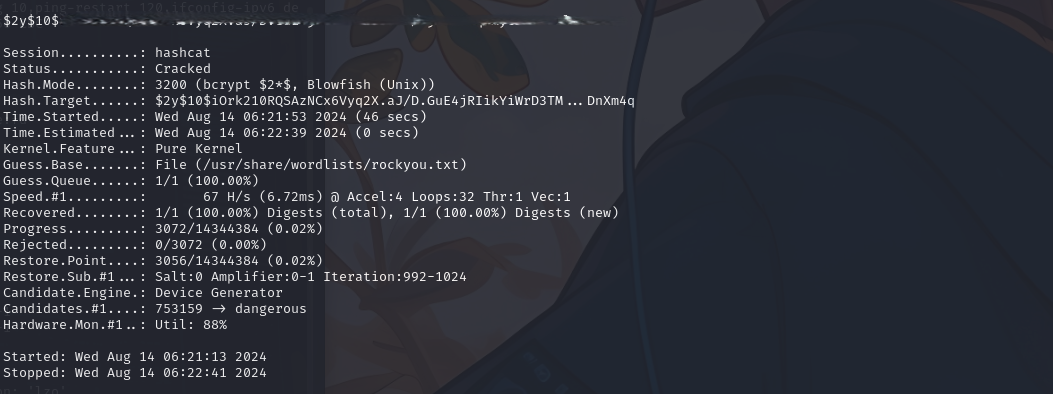 $2y$10$
Session..........: hashcat
Status...........: Cracked
Hash.Mode........: 3200 (bcrypt $2*$, Blowfish (Unix))
Hash.Target......: $2y$10$iOrk210RQSAzNCx6Vyq2X.aJ/D.GuE4jRIikYiWrD3TM...DnXm4q
Time.Started.....: Wed Aug 14 06:21:53 2024 (46 secs)
Time.Estimated...: Wed Aug 14 06:22:39 2024 (0 secs)
Kernel.Feature...: Pure Kernel
Guess.Base.......: File (/usr/share/wordlists/rockyou.txt)
Guess.Queue......: 1/1 (100.00%)
Speed.#1.........:       67 H/s (6.72ms) @ Accel:4 Loops:32 Thr:1 Vec:1
Recovered........: 1/1 (100.00%) Digests (total), 1/1 (100.00%) Digests (new)
Progress.........: 3072/14344384 (0.02%)
Rejected.........: 0/3072 (0.00%)
Restore.Point....: 3056/14344384 (0.02%)
Restore.Sub.#1...: Salt:0 Amplifier:0-1 Iteration:992-1024
Candidate.Engine.: Device Generator
Candidates.#1....: 753159 -> dangerous
Hardware.Mon.#1..: Util: 88%
Started: Wed Aug 14 06:21:13 2024
Stopped: Wed Aug 14 06:22:41 2024